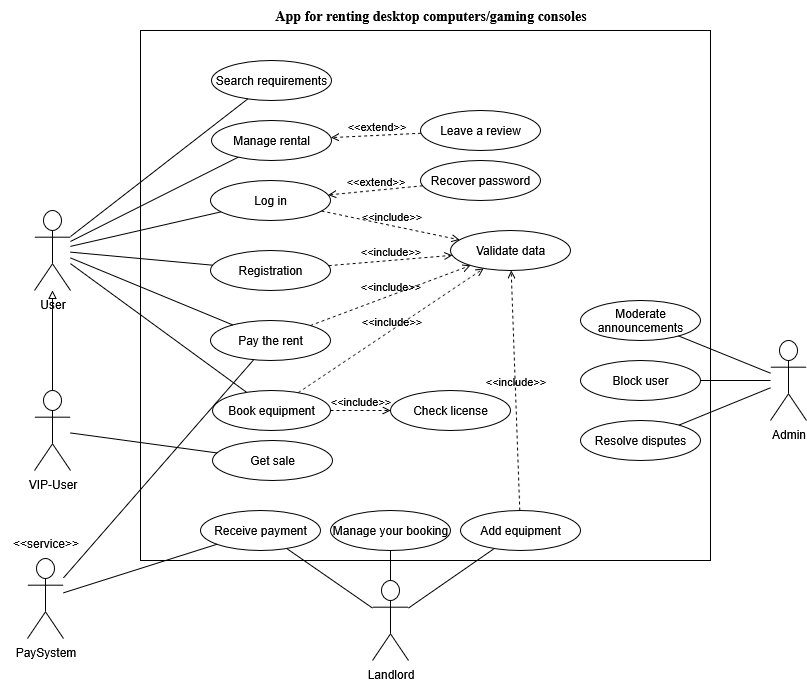 App for renting desktop computers/gaming consoles
Search requirements
Manage rental
<<extend>>
Leave a review
Log in
<<extend>>
Recover password
<<include>>
Validate data
Registration
<<include>>
<<include>>
User
Pay the rent
<<include>>
Moderate
announcements
Block user
Book equipment
<<include>>
Check license
<<include>>
Admin
Resolve disputes
Get sale
VIP-User
Receive payment
Manage your booking
Add equipment
<<service>>
PaySystem
Landlord